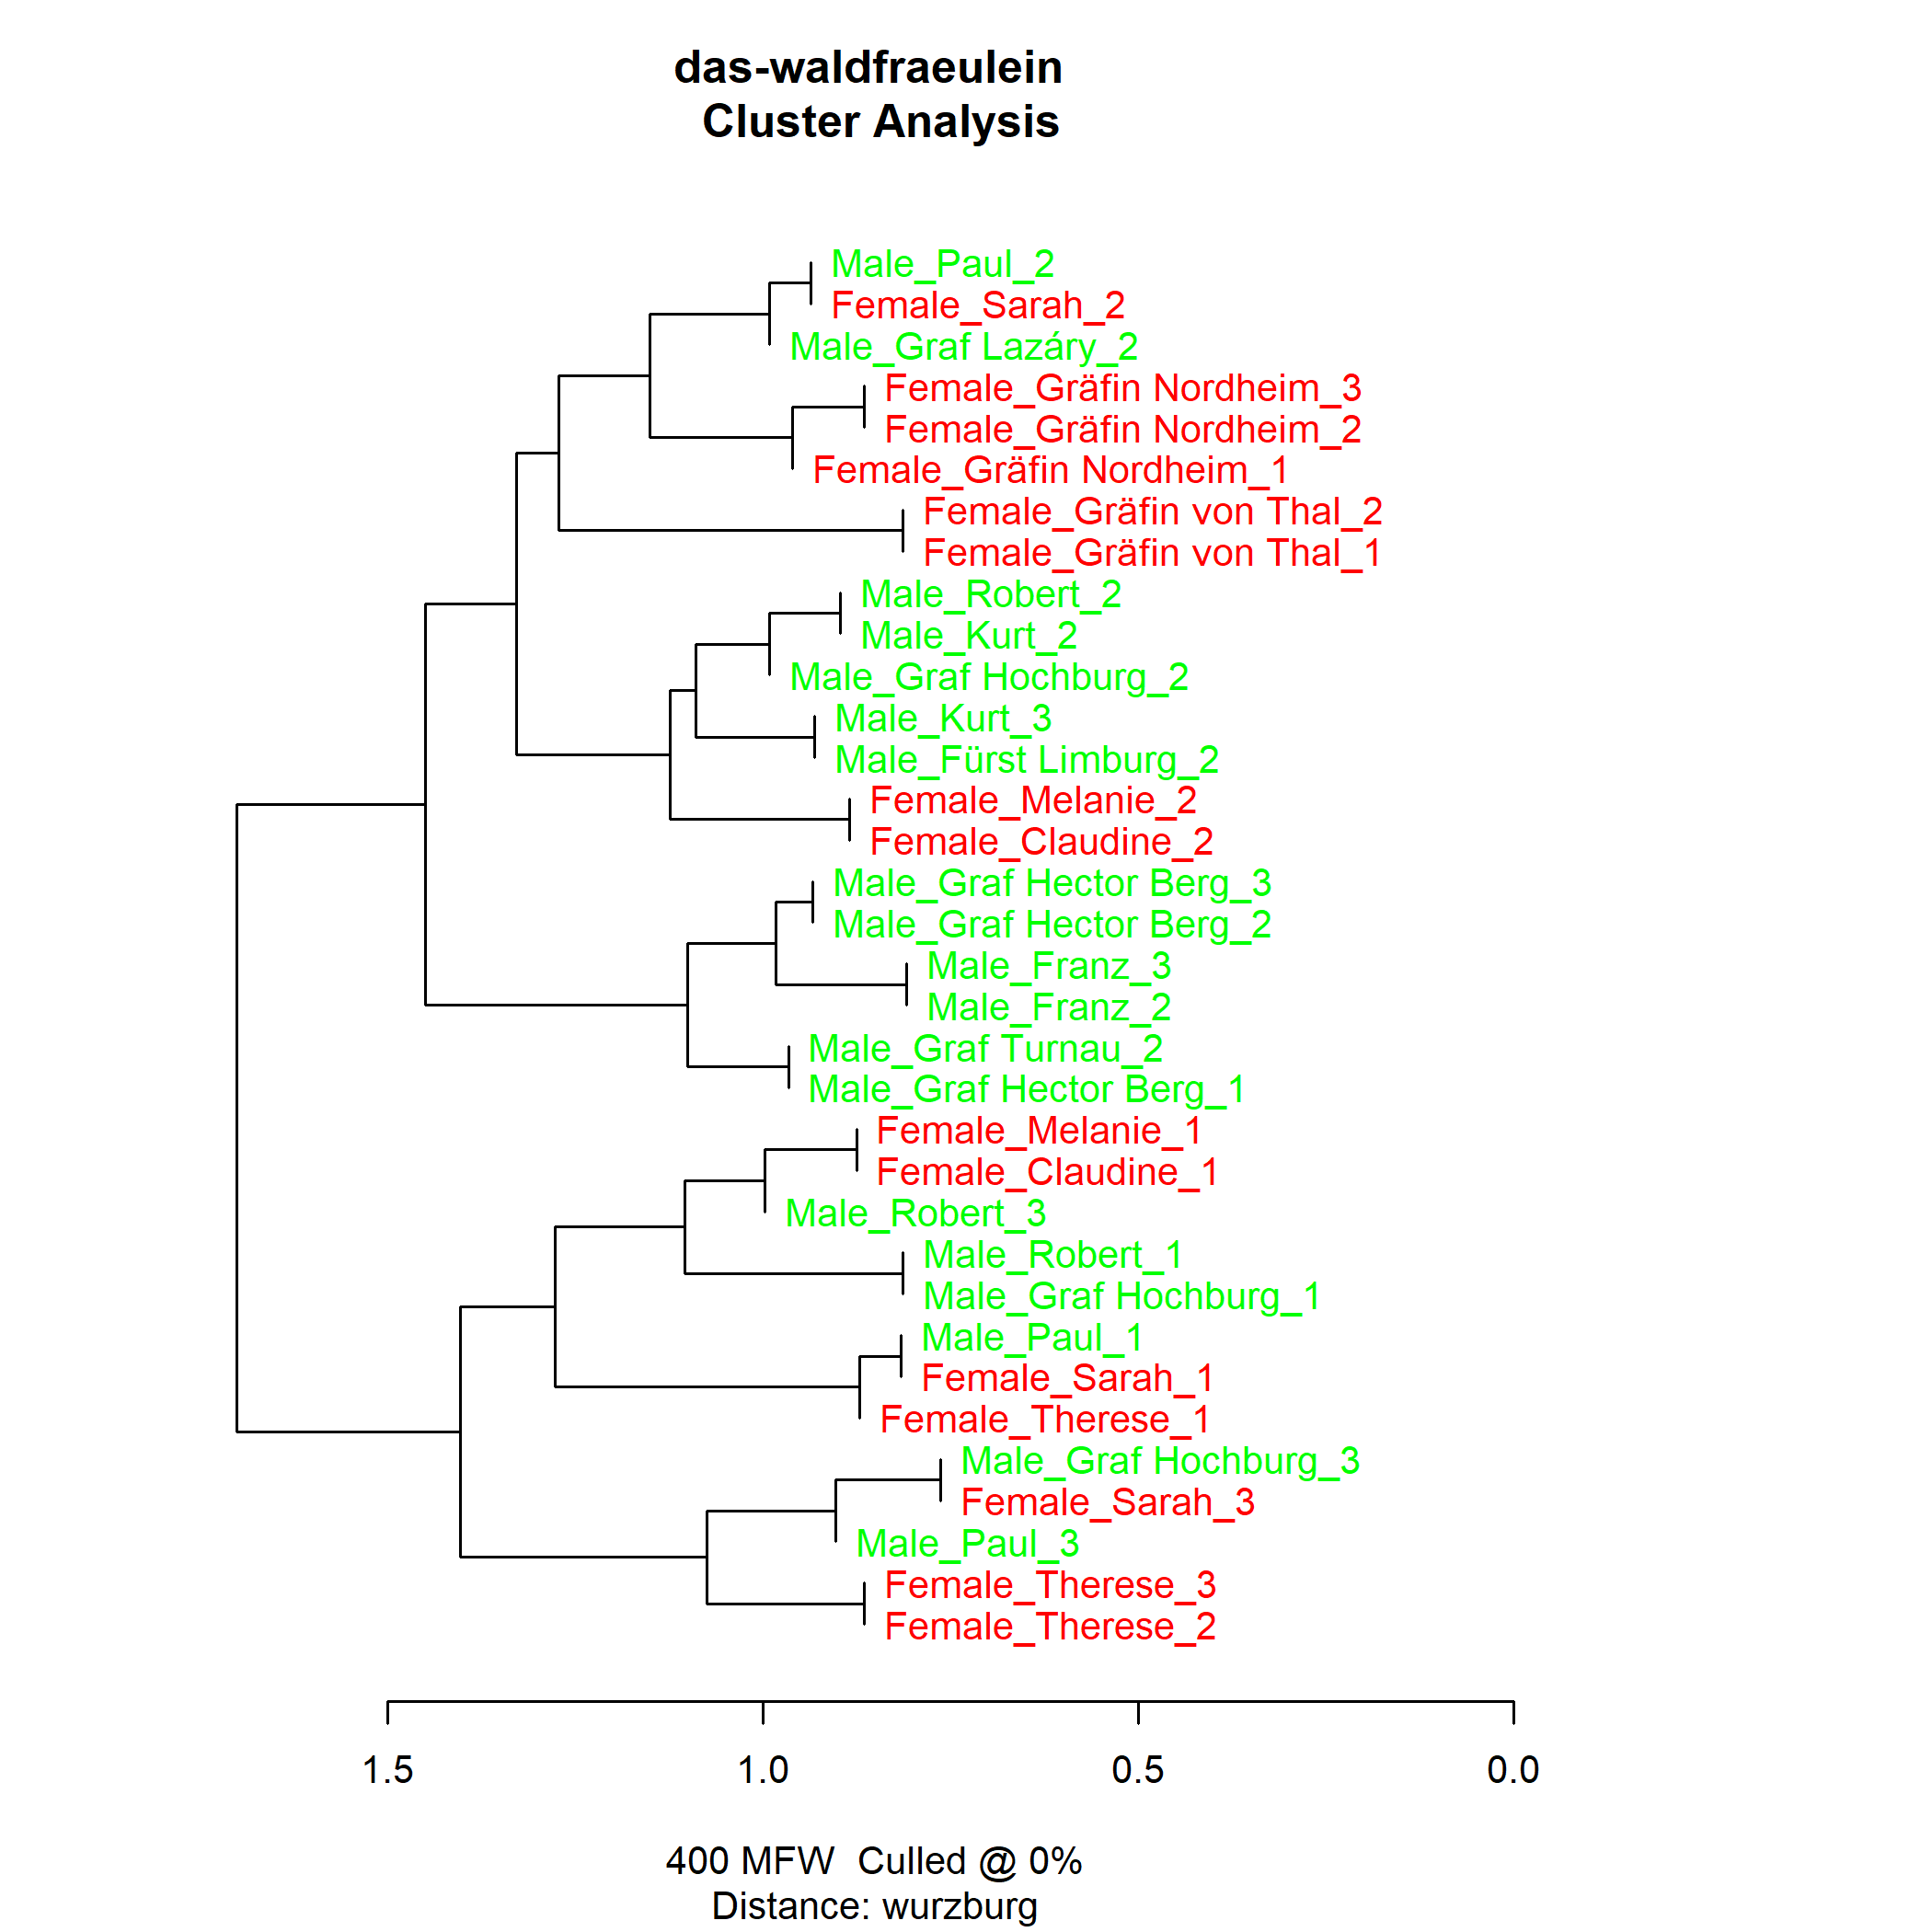 das-waldfraeulein
Cluster Analysis
Male_Paul_2
Female_Sarah_2
Male_Graf Lazáry_2
Female_Gräfin Nordheim_3
Female_Gräfin Nordheim_2
Female_Gräfin Nordheim_1
Female_Gräfin von Thal_2
Female_Gräfin von Thal_1
Male_Robert_2
Male_Kurt_2
Male_Graf Hochburg_2
Male_Kurt_3
Male_Fürst Limburg_2
Female_Melanie_2
Female_Claudine_2
Male_Graf Hector Berg_3
Male_Graf Hector Berg_2
Male_Franz_3
Male_Franz_2
Male_Graf Turnau_2
Male_Graf Hector Berg_1
Female_Melanie_1
Female_Claudine_1
Male_Robert_3
Male_Robert_1
Male_Graf Hochburg_1
Male_Paul_1
Female_Sarah_1
Female_Therese_1
Male_Graf Hochburg_3
Female_Sarah_3
Male_Paul_3
Female_Therese_3
Female_Therese_2
1.5 1.0 0.5 0.0
400 MFW  Culled @ 0%
Distance: wurzburg